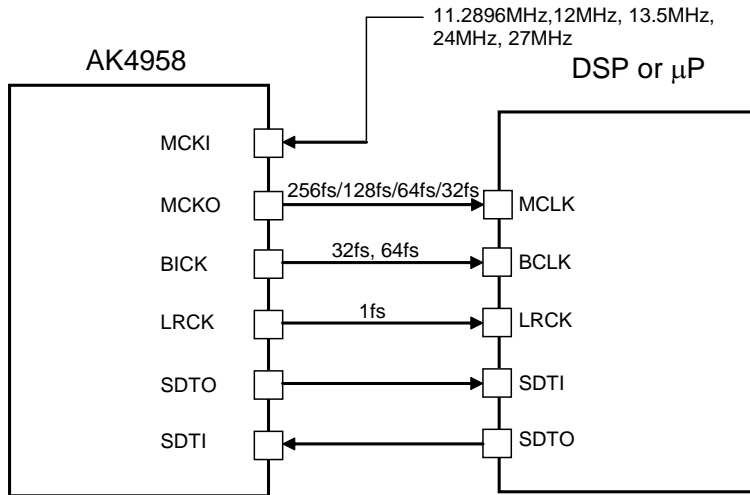 11.2896MHz,12MHz, 13.5MHz,
24MHz, 27MHz
AK4958
DSP or μP
MCKI
MCKO
256fs/128fs/64fs/32fs
MCLK
BICK
32fs, 64fs
BCLK
LRCK
1fs
LRCK
SDTO
SDTI
SDTI
SDTO